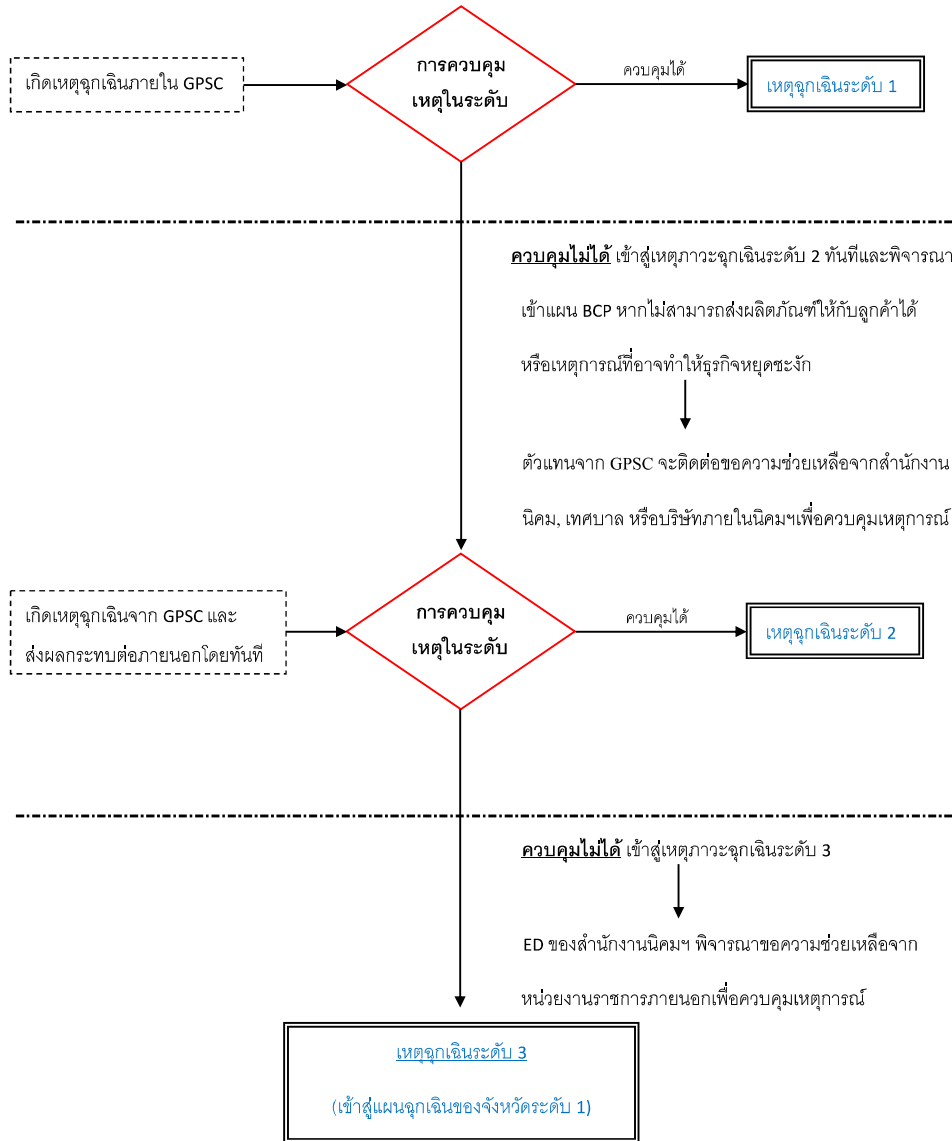 การควบคุม
เหตุในระดับ
เกิดเหตุฉุกเฉินภายใน GPSC
ควบคุมได้
เหตุฉุกเฉินระดับ 1
ควบคุมไม่ได้ เข้าสู่เหตุภาวะฉุกเฉินระดับ 2 ทันทีและพิจารณา
เข้าแผน BCP หากไม่สามารถส่งผลิตภัณฑ์ให้กับลูกค้าได้
หรือเหตุการณ์ที่อาจทำให้ธุรกิจหยุดชะงัก
ตัวแทนจาก GPSC จะติดต่อขอความช่วยเหลือจากสำนักงาน
นิคม, เทศบาล หรือบริษัทภายในนิคมฯเพื่อควบคุมเหตุการณ์
เกิดเหตุฉุกเฉินจาก GPSC และ
ส่งผลกระทบต่อภายนอกโดยทันที
การควบคุม
เหตุในระดับ
ควบคุมได้
เหตุฉุกเฉินระดับ 2
ควบคุมไม่ได้ เข้าสู่เหตุภาวะฉุกเฉินระดับ 3
ED ของสำนักงานนิคมฯ พิจารณาขอความช่วยเหลือจาก
หน่วยงานราชการภายนอกเพื่อควบคุมเหตุการณ์
เหตุฉุกเฉินระดับ 3
(เข้าสู่แผนฉุกเฉินของจังหวัดระดับ 1)